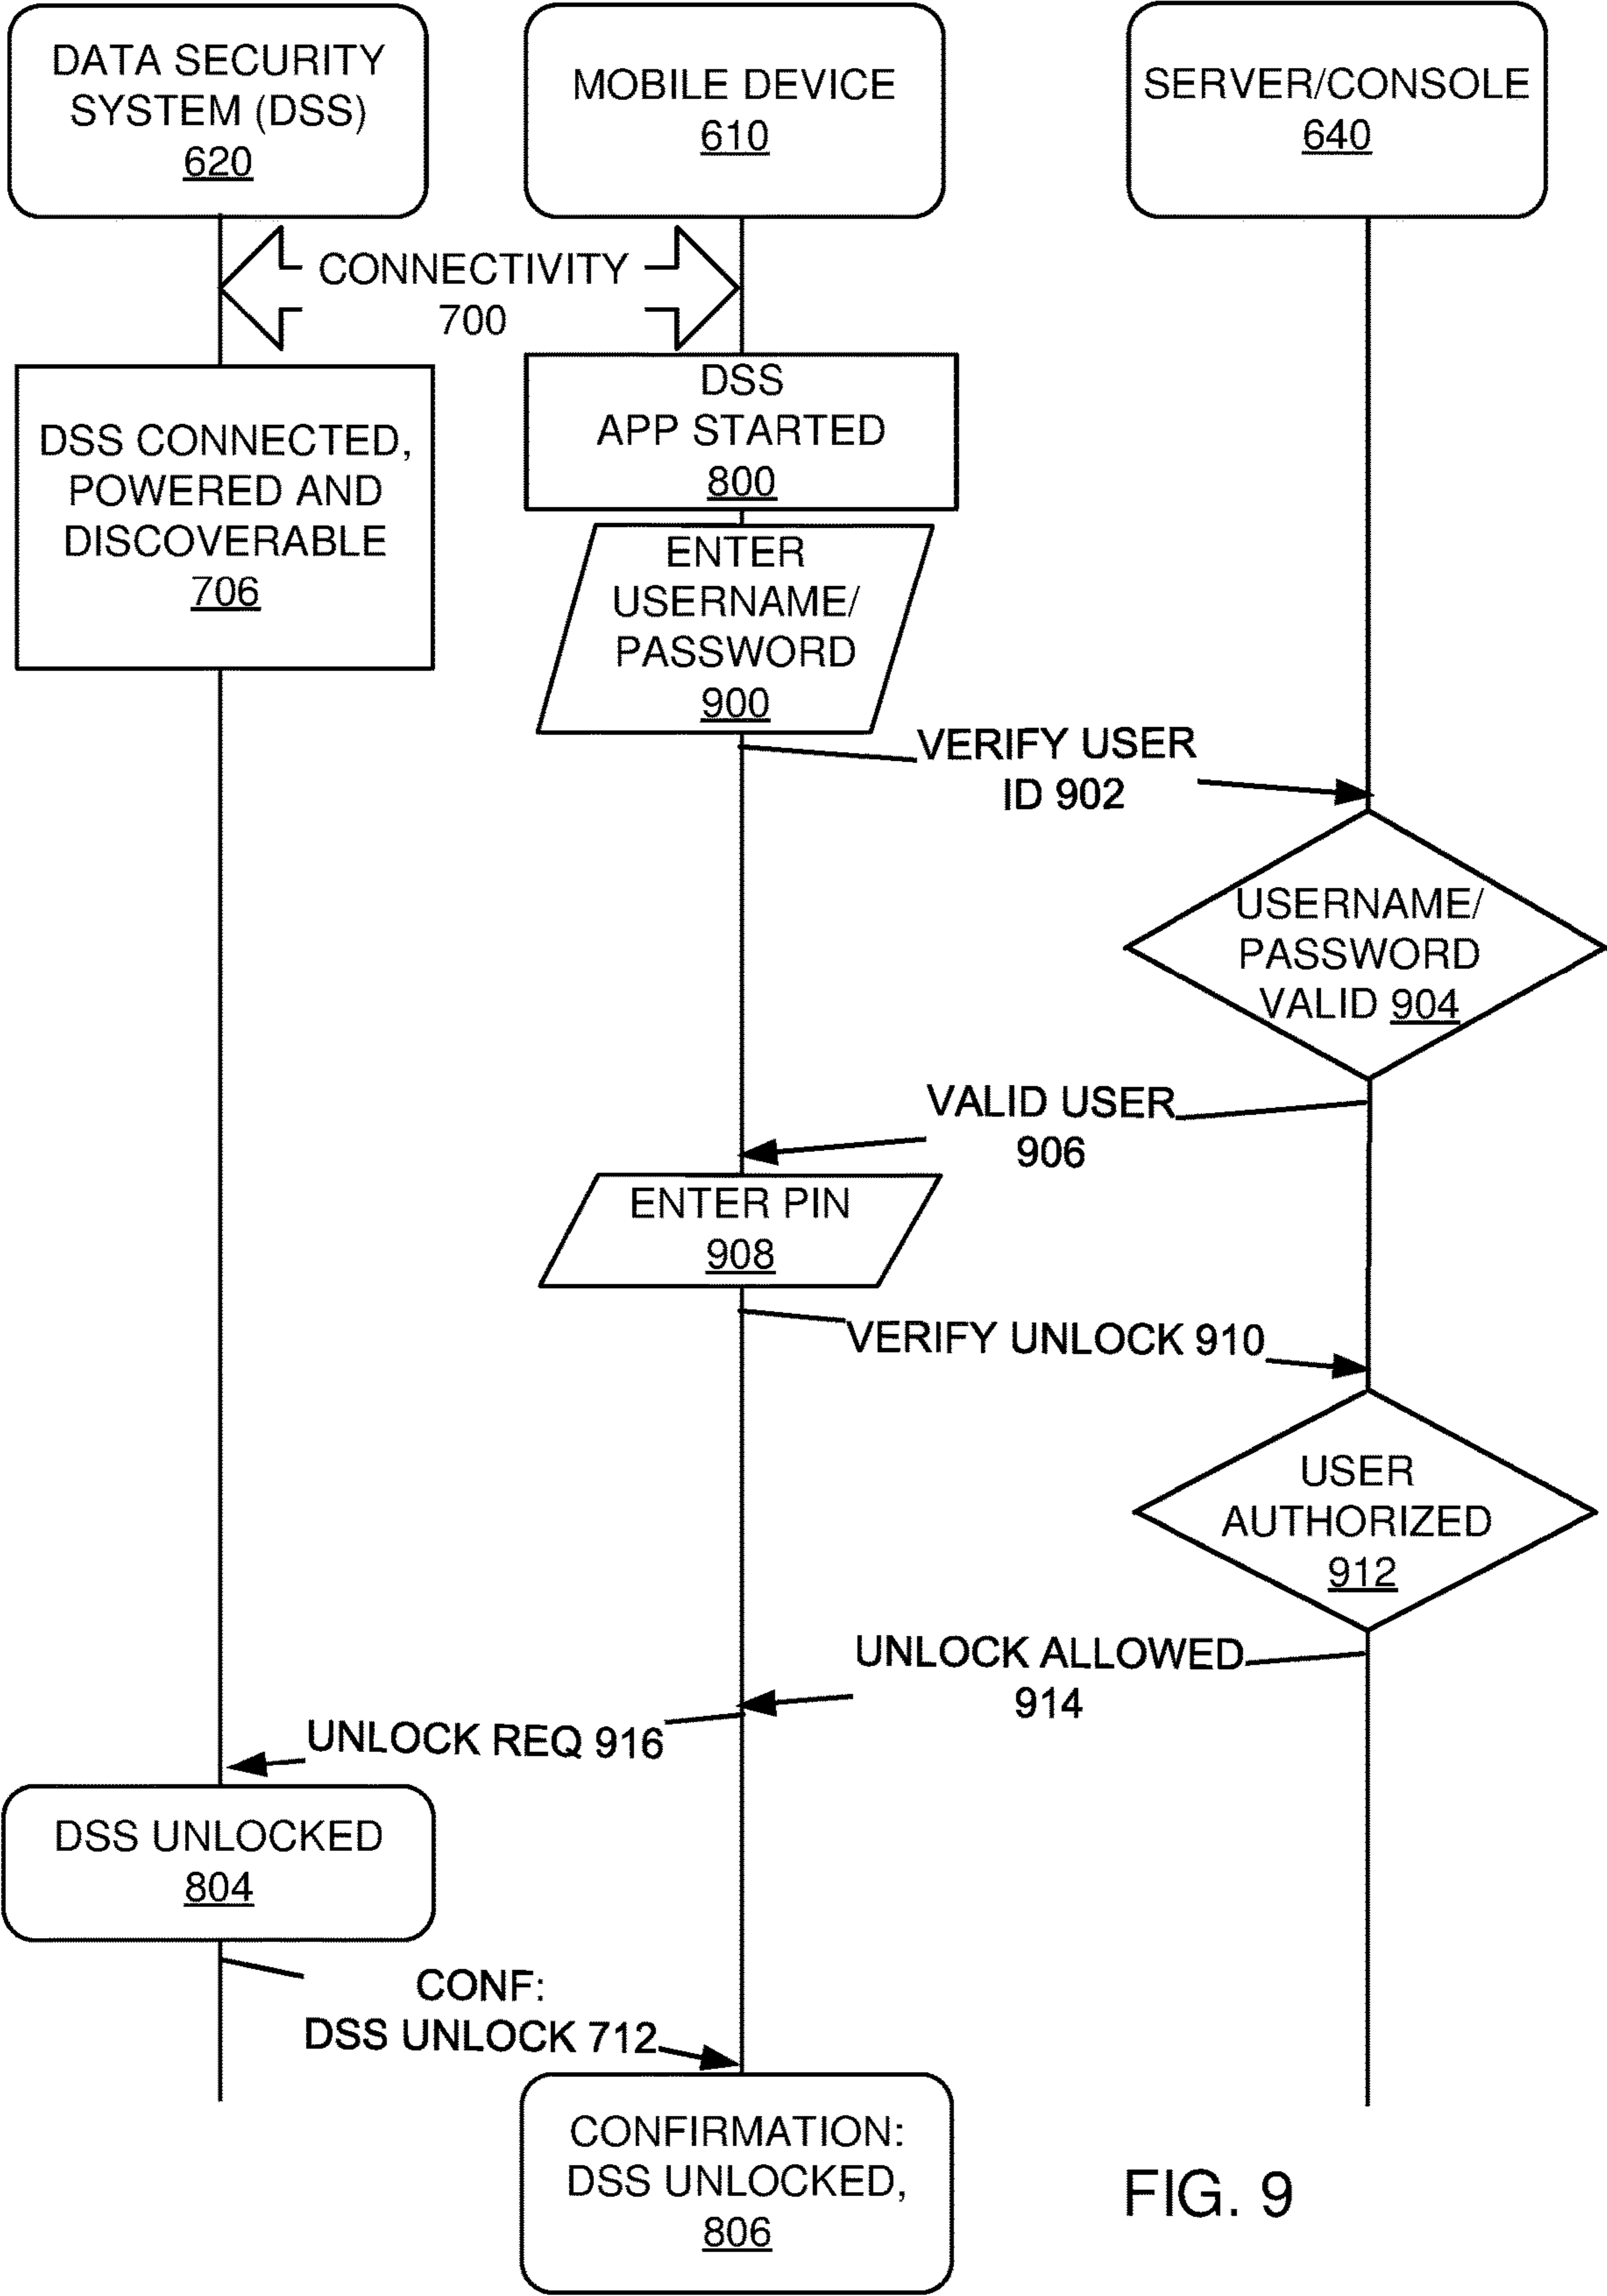 DATA SECURITY
SYSTEM (DSS)
620
MOBILE DEVICE
610
SERVER/CONSOLE
640
CONNECTIVITY
700
DSS CONNECTED,
POWERED AND
DISCOVERABLE
706
DSS
APP STARTED
800
ENTER
USERNAME/
PASSWORD
900
VERIFY USER
ID 902
USERNAME/
PASSWORD
VALID 904
VALID USER
906
ENTER PIN
908
VERIFY UNLOCK 910
USER
AUTHORIZED
912
UNLOCK ALLOWED
914
UNLOCK REQ 916
DSS UNLOCKED
804
CONF:
DSS UNLOCK 712
CONFIRMATION:
DSS UNLOCKED,
806
FIG. 9